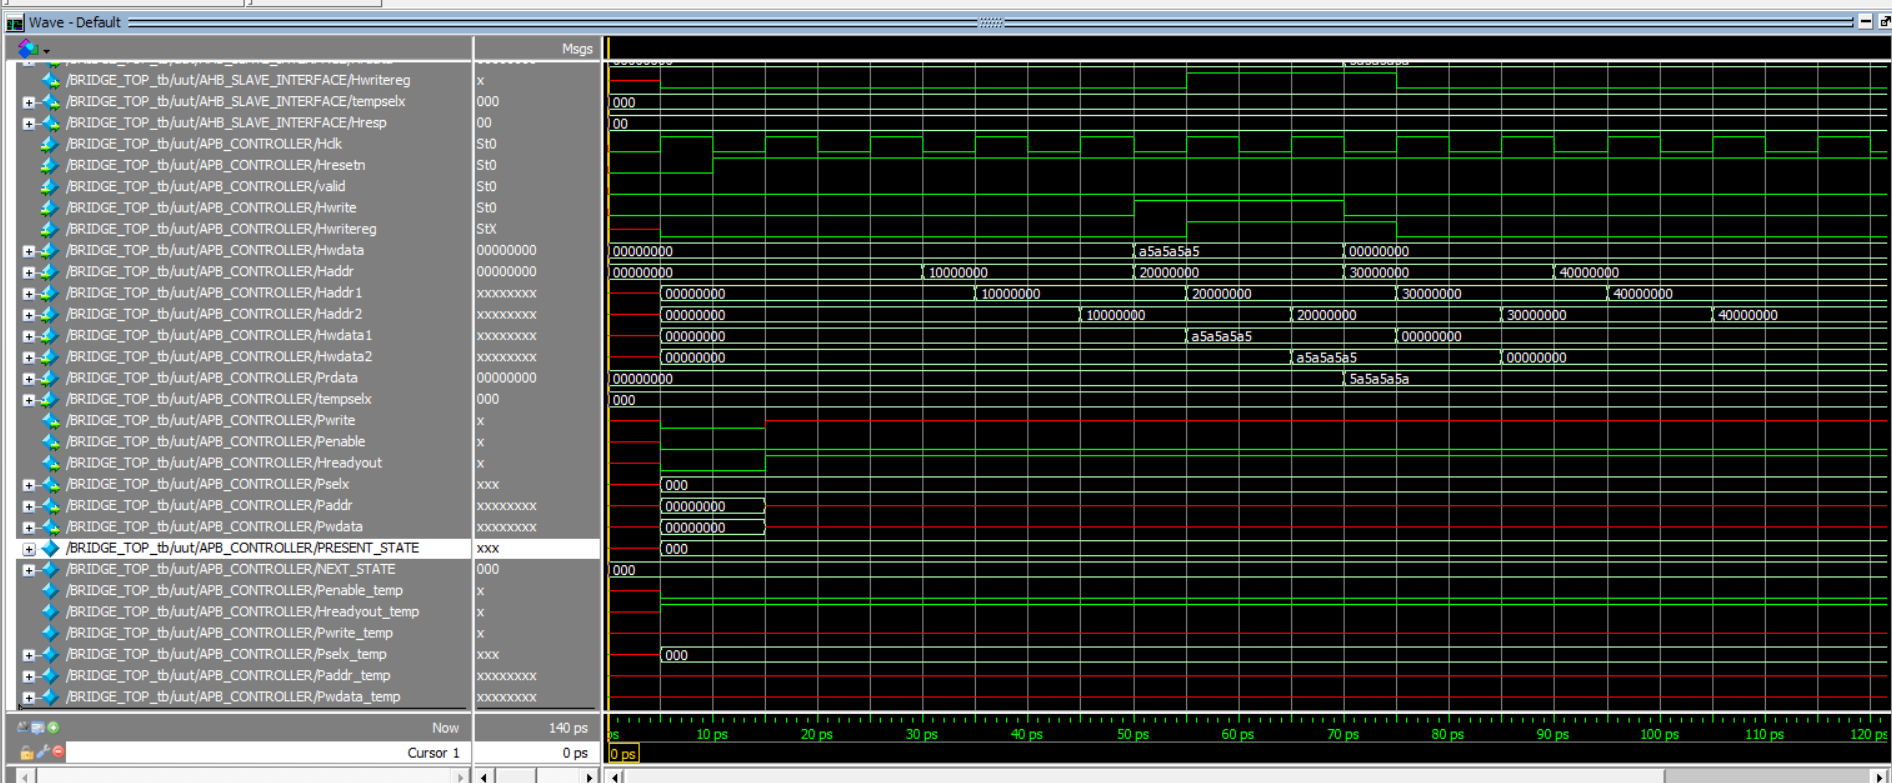 Wave - Default
Msgs
/BRIDGE_TOP_tb/uut/AHB_SLAVE_INTERFACE/Hwritereg x
/BRIDGE_TOP_tb/uut/AHB_SLAVE_INTERFACE/tempselx 000 000
/BRIDGE_TOP_tb/uut/AHB_SLAVE_INTERFACE/Hresp 00 00
/BRIDGE_TOP_tb/uut/APB_CONTROLLER/Hclk St0
/BRIDGE_TOP_tb/uut/APB_CONTROLLER/Hresetn St0
/BRIDGE_TOP_tb/uut/APB_CONTROLLER/valid St0
/BRIDGE_TOP_tb/uut/APB_CONTROLLER/Hwrite St0
/BRIDGE_TOP_tb/uut/APB_CONTROLLER/Hwritereg StX
/BRIDGE_TOP_tb/uut/APB_CONTROLLER/Hwdata 00000000 00000000 a5a5a5a5 00000000
/BRIDGE_TOP_tb/uut/APB_CONTROLLER/Haddr 00000000 00000000 10000000 20000000 30000000 40000000
/BRIDGE_TOP_tb/uut/APB_CONTROLLER/Haddr1 xxxxxxxx 00000000 10000000 20000000 30000000 40000000
/BRIDGE_TOP_tb/uut/APB_CONTROLLER/Haddr2 xxxxxxxx 00000000 10000000 20000000 30000000 40000000
/BRIDGE_TOP_tb/uut/APB_CONTROLLER/Hwdata1 xxxxxxxx 00000000 a5a5a5a5 00000000
/BRIDGE_TOP_tb/uut/APB_CONTROLLER/Hwdata2 xxxxxxxx 00000000 a5a5a5a5 00000000
/BRIDGE_TOP_tb/uut/APB_CONTROLLER/Prdata 00000000 00000000 5a5a5a5a
/BRIDGE_TOP_tb/uut/APB_CONTROLLER/tempselx 000 000
/BRIDGE_TOP_tb/uut/APB_CONTROLLER/Pwrite x
/BRIDGE_TOP_tb/uut/APB_CONTROLLER/Penable x
/BRIDGE_TOP_tb/uut/APB_CONTROLLER/Hreadyout x
/BRIDGE_TOP_tb/uut/APB_CONTROLLER/Pselx xxx 000
/BRIDGE_TOP_tb/uut/APB_CONTROLLER/Paddr xxxxxxxx 00000000
/BRIDGE_TOP_tb/uut/APB_CONTROLLER/Pwdata xxxxxxxx 00000000
/BRIDGE_TOP_tb/uut/APB_CONTROLLER/PRESENT_STATE xxx 000
/BRIDGE_TOP_tb/uut/APB_CONTROLLER/NEXT_STATE 000 000
/BRIDGE_TOP_tb/uut/APB_CONTROLLER/Penable_temp x
/BRIDGE_TOP_tb/uut/APB_CONTROLLER/Hreadyout_temp x
/BRIDGE_TOP_tb/uut/APB_CONTROLLER/Pwrite_temp x
/BRIDGE_TOP_tb/uut/APB_CONTROLLER/Pselx_temp xxx 000
/BRIDGE_TOP_tb/uut/APB_CONTROLLER/Paddr_temp xxxxxxxx
/BRIDGE_TOP_tb/uut/APB_CONTROLLER/Pwdata_temp xxxxxxxx
Now 140 ps ps 10 ps 20 ps 30 ps 40 ps 50 ps 60 ps 70 ps 80 ps 90 ps 100 ps 110 ps 120 ps
Cursor 1 0 ps 0 ps